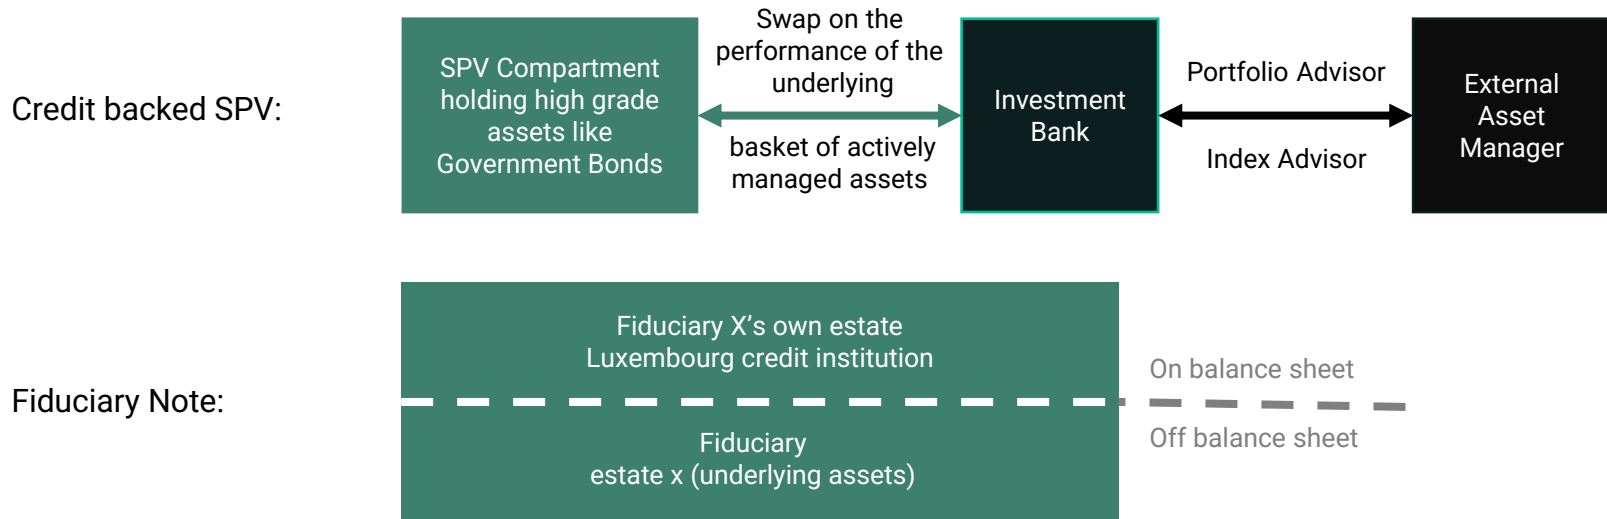 Credit backed SPV:
SPV Compartment
holding high grade
assets like
Government Bonds
Swap on the
performance of the
underlying
basket of actively
managed assets
Investment
Bank
Portfolio Advisor
Index Advisor
External
Asset
Manager
Fiduciary Note:
Fiduciary X’s own estate
Luxembourg credit institution
Fiduciary
estate x (underlying assets)
On balance sheet
Off balance sheet